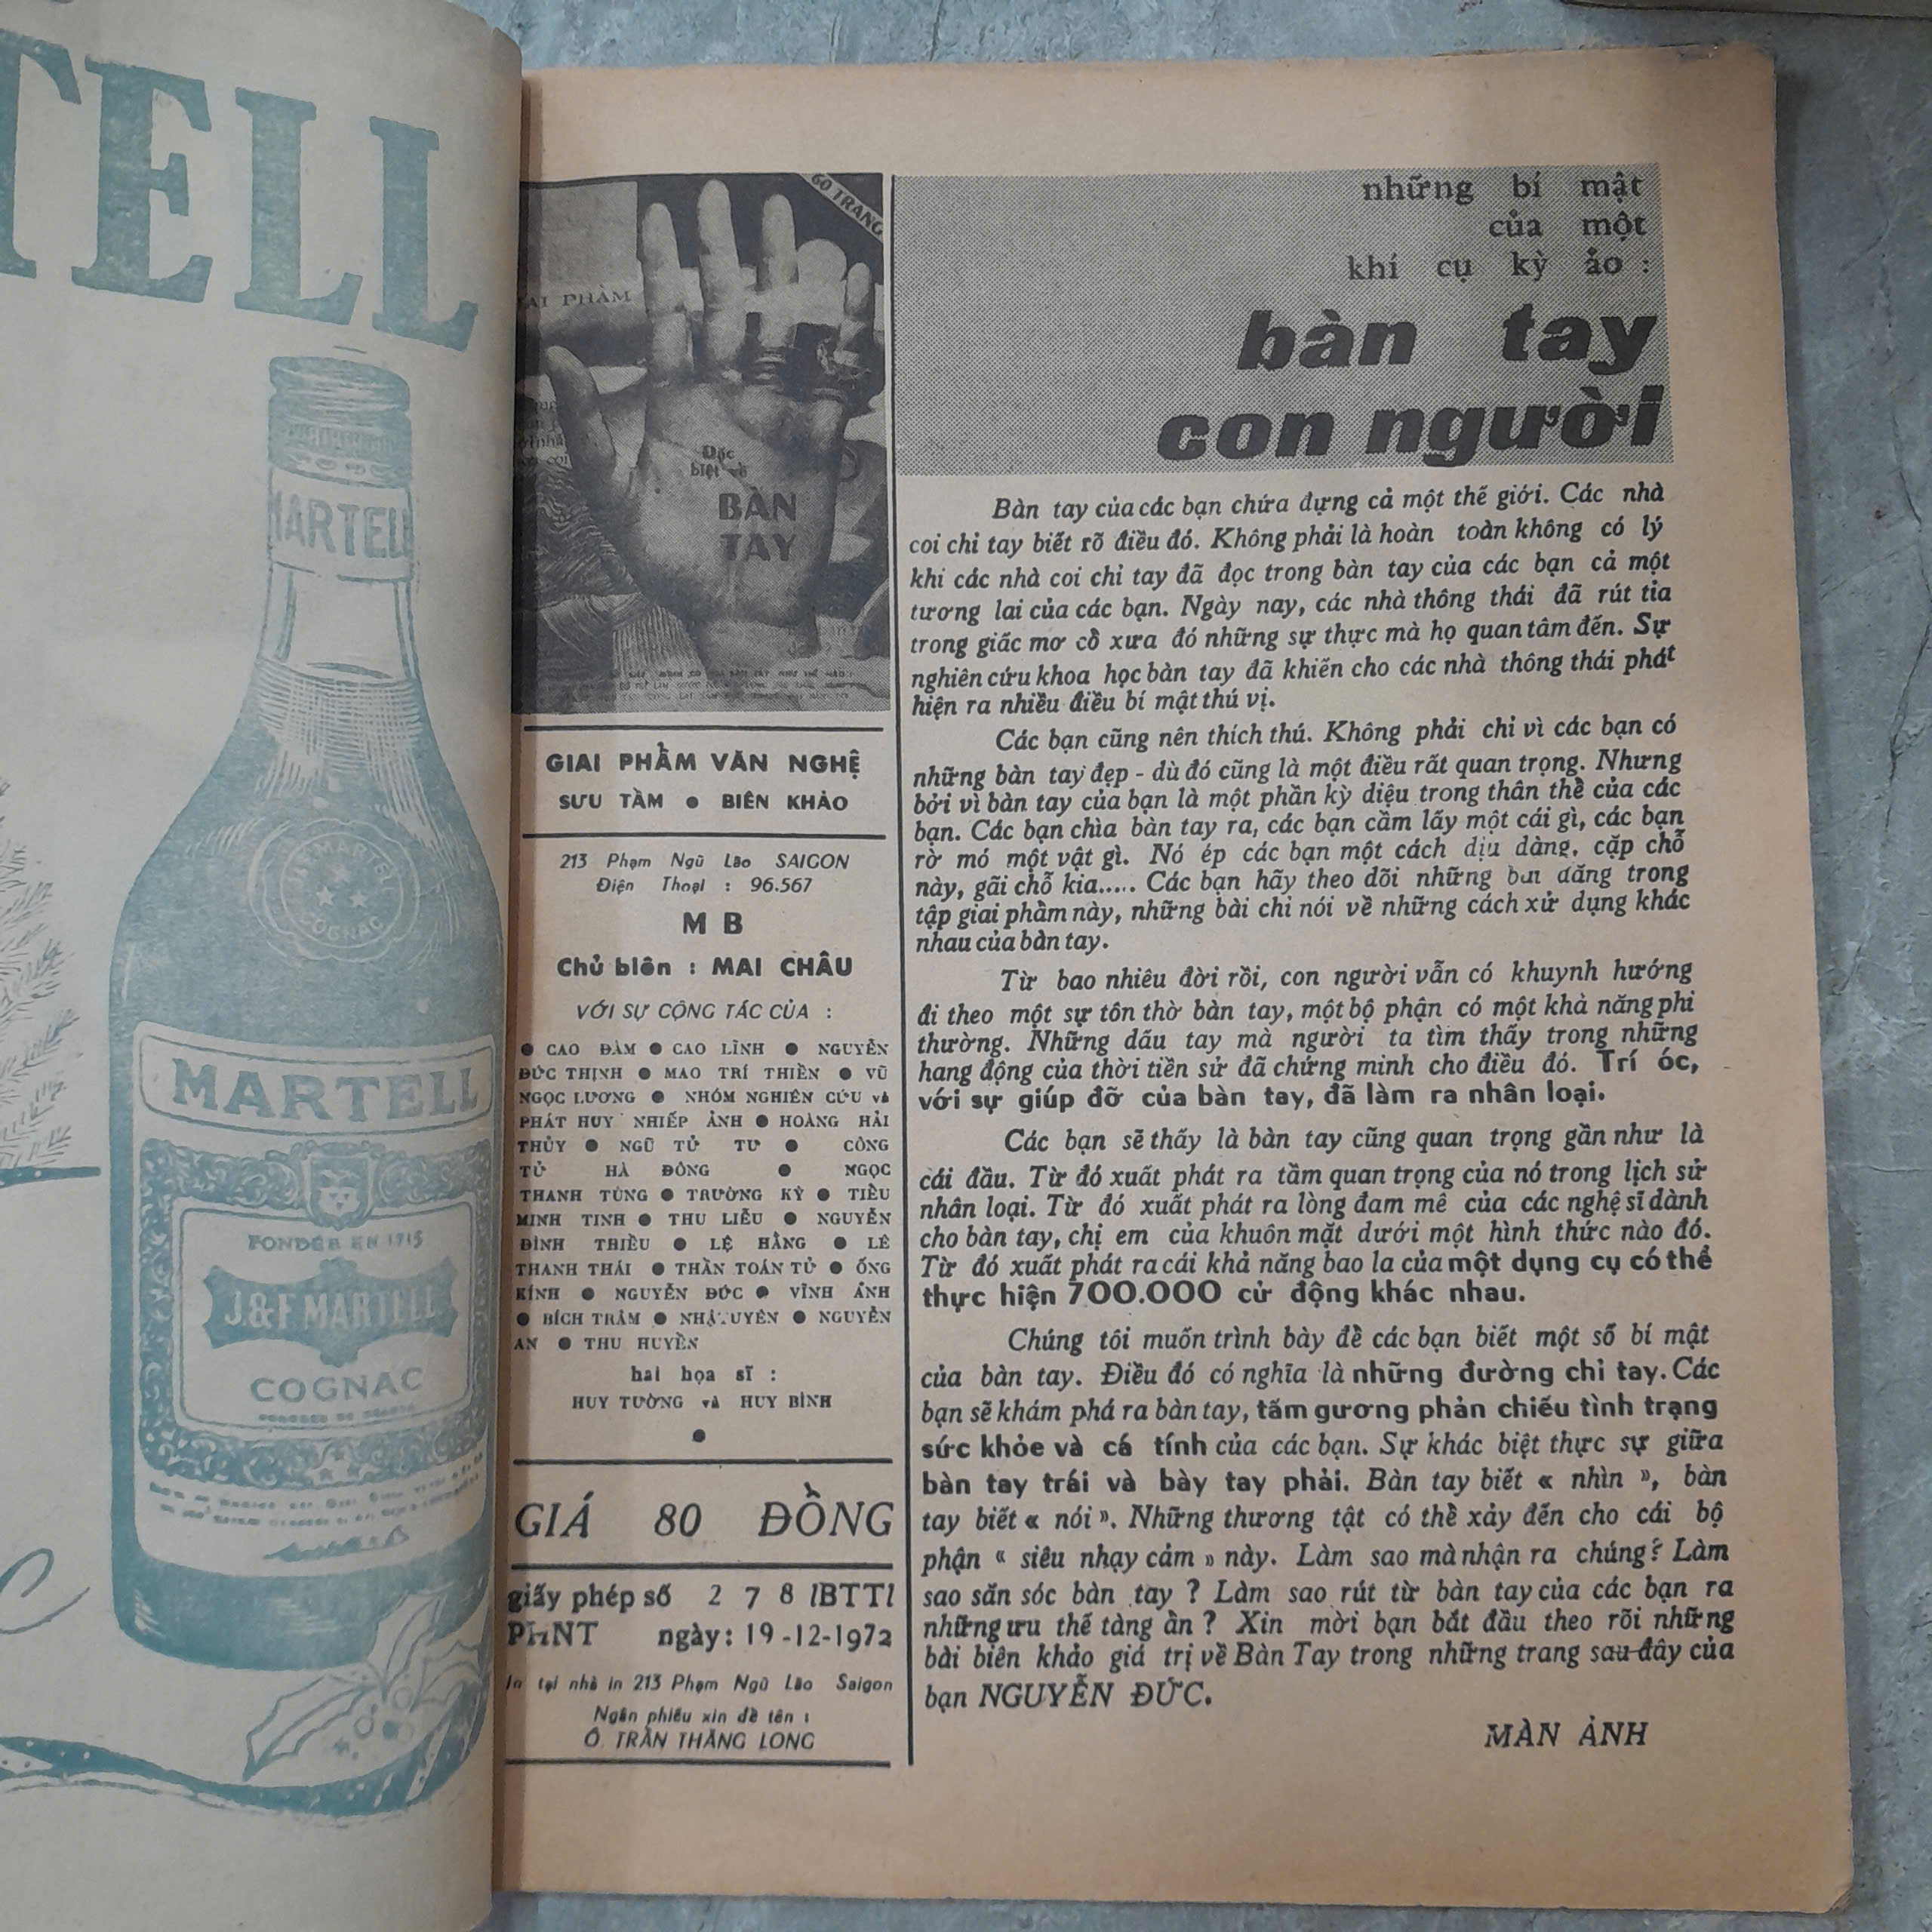 TELL
MARTELL
COGNAC
MARTELL
FONDÉE EN 1715
J.&F. MARTELL
COGNAC
60 TRANG
AI PHẨM
Đặc
biệt về
BÀN
TAY
GIAI PHẨM VĂN NGHỆ
SƯU TẦM ● BIÊN KHẢO
213 Phạm Ngũ Lão SAIGON
Điện Thoại : 96.567
M B
Chủ biên : MAI CHÂU
VỚI SỰ CỘNG TÁC CỦA :
● CAO ĐÀM ● CAO LĨNH ● NGUYỄN
ĐỨC THỊNH ● MAO TRÍ THIÊN ● VŨ
NGỌC LƯƠNG ● NHÓM NGHIÊN CỨU và
PHÁT HUY NHIẾP ẢNH ● HOÀNG HẢI
THỦY ● NGŨ TỬ TƯ ● CÔNG
TỬ HÀ ĐÔNG ● NGỌC
THANH TÙNG ● TRƯỜNG KỲ ● TIỂU
MINH TINH ● THU LIỄU ● NGUYỄN
ĐÌNH THIỀU ● LỆ HẰNG ● LÊ
THANH THÁI ● THẦN TOÁN TỬ ● ỐNG
KÍNH ● NGUYỄN ĐỨC ● VĨNH ÁNH
● BÍCH TRÂM ● UYÊN ● NGUYỄN
AN ● THU HUYỀN
hai họa sĩ :
HUY TƯỜNG và HUY BÌNH
●
GIÁ 80 ĐỒNG
giấy phép số 2 7 8 /BTT/
PHNT ngày: 19-12-1972
In tại nhà in 213 Phạm Ngũ Lão Saigon
Ngân phiếu xin đề tên :
Ô. TRẦN THĂNG LONG
những bí mật
của một
khí cụ kỳ ảo :
bàn tay
con người
Bàn tay của các bạn chứa đựng cả một thế giới. Các nhà
coi chỉ tay biết rõ điều đó. Không phải là hoàn toàn không có lý
khi các nhà coi chỉ tay đã đọc trong bàn tay của các bạn cả một
tương lai của các bạn. Ngày nay, các nhà thông thái đã rút tỉa
trong giấc mơ cổ xưa đó những sự thực mà họ quan tâm đến. Sự
nghiên cứu khoa học bàn tay đã khiến cho các nhà thông thái phát
hiện ra nhiều điều bí mật thú vị.
Các bạn cũng nên thích thú. Không phải chỉ vì các bạn có
những bàn tay đẹp - dù đó cũng là một điều rất quan trọng. Nhưng
bởi vì bàn tay của bạn là một phần kỳ diệu trong thân thể của các
bạn. Các bạn chìa bàn tay ra, các bạn cầm lấy một cái gì, các bạn
rờ mó một vật gì. Nó ép các bạn một cách dịu dàng, cặp chỗ
này, gãi chỗ kia..... Các bạn hãy theo dõi những bài đăng trong
tập giai phẩm này, những bài chỉ nói về những cách xử dụng khác
nhau của bàn tay.
Từ bao nhiêu đời rồi, con người vẫn có khuynh hướng
đi theo một sự tôn thờ bàn tay, một bộ phận có một khả năng phi
thường. Những dấu tay mà người ta tìm thấy trong những
hang động của thời tiền sử đã chứng minh cho điều đó. Trí óc,
với sự giúp đỡ của bàn tay, đã làm ra nhân loại.
Các bạn sẽ thấy là bàn tay cũng quan trọng gần như là
cái đầu. Từ đó xuất phát ra tầm quan trọng của nó trong lịch sử
nhân loại. Từ đó xuất phát ra lòng đam mê của các nghệ sĩ dành
cho bàn tay, chị em của khuôn mặt dưới một hình thức nào đó.
Từ đó xuất phát ra cái khả năng bao la của một dụng cụ có thể
thực hiện 700.000 cử động khác nhau.
Chúng tôi muốn trình bày để các bạn biết một số bí mật
của bàn tay. Điều đó có nghĩa là những đường chỉ tay. Các
bạn sẽ khám phá ra bàn tay, tấm gương phản chiếu tình trạng
sức khỏe và cá tính của các bạn. Sự khác biệt thực sự giữa
bàn tay trái và bày tay phải. Bàn tay biết « nhìn », bàn
tay biết « nói ». Những thương tật có thể xảy đến cho cái bộ
phận « siêu nhạy cảm » này. Làm sao mà nhận ra chúng? Làm
sao săn sóc bàn tay ? Làm sao rút từ bàn tay của các bạn ra
những ưu thế tàng ẩn ? Xin mời bạn bắt đầu theo rõi những
bài biên khảo giá trị về Bàn Tay trong những trang sau đây của
bạn NGUYỄN ĐỨC.
MÀN ẢNH